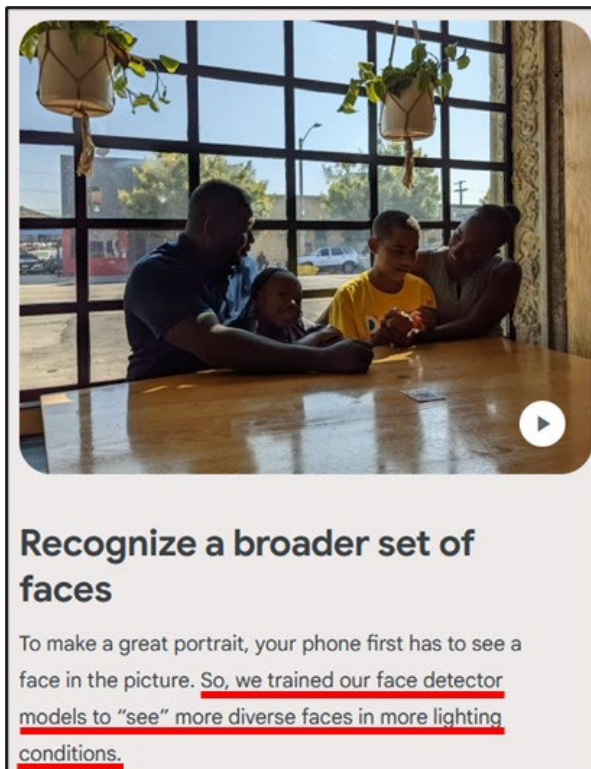 Recognize a broader set of
faces
To make a great portrait, your phone first has to see a
face in the picture. So, we trained our face detector
models to “see” more diverse faces in more lighting
conditions.